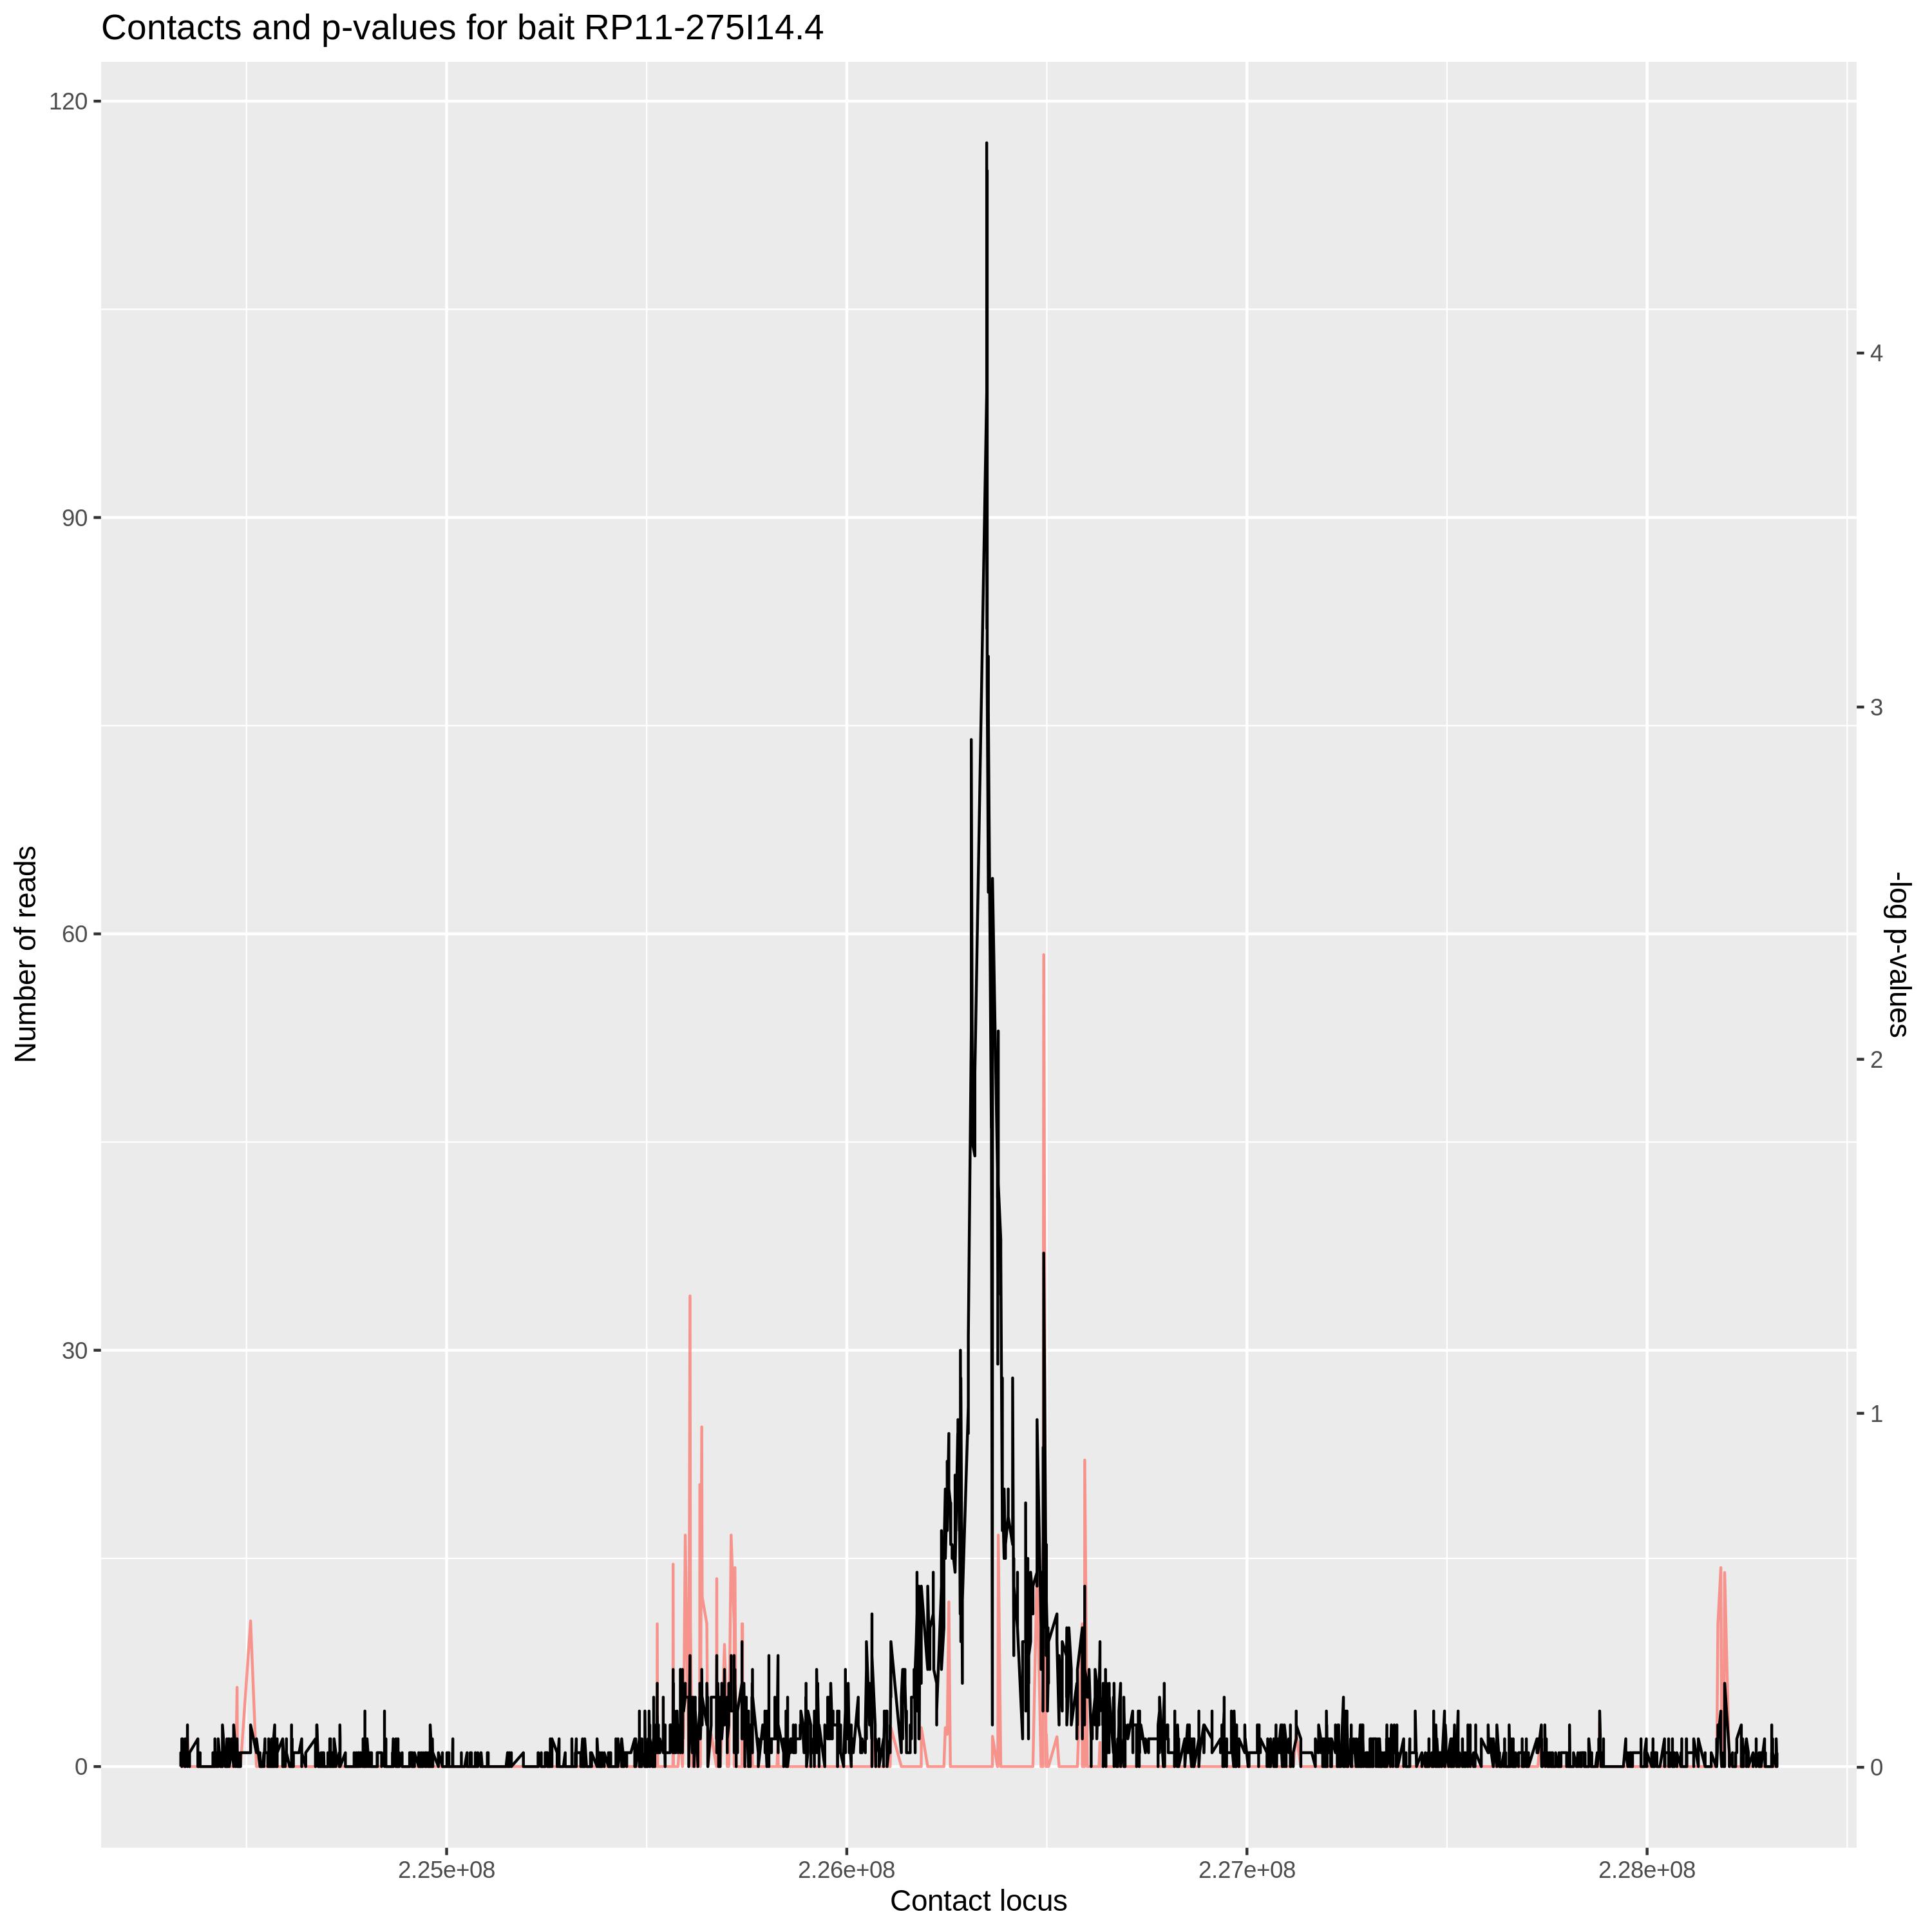 Contacts and p-values for bait RP11-275I14.4
120
90
60
30
0
Number of reads
4
3
2
1
0
-log p-values
2.25e+08
2.26e+08
2.27e+08
2.28e+08
Contact locus